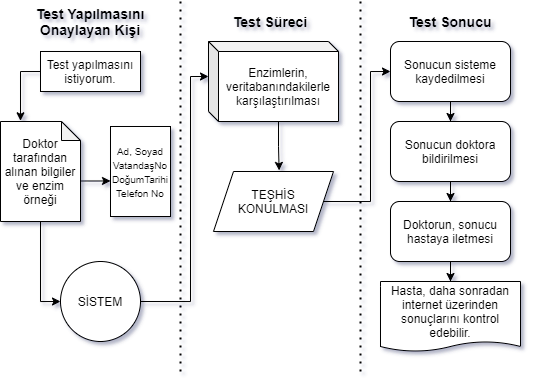 Test Yapılmasını
Onaylayan Kişi
Test yapılmasını
istiyorum.
Doktor
tarafından
alınan bilgiler
ve enzim
örneği
Ad, Soyad
VatandaşNo
DoğumTarihi
Telefon No
SİSTEM
Test Süreci
Enzimlerin,
veritabanındakilerle
karşılaştırılması
TEŞHİS
KONULMASI
Test Sonucu
Sonucun sisteme
kaydedilmesi
Sonucun doktora
bildirilmesi
Doktorun, sonucu
hastaya iletmesi
Hasta, daha sonradan
internet üzerinden
sonuçlarını kontrol
edebilir.